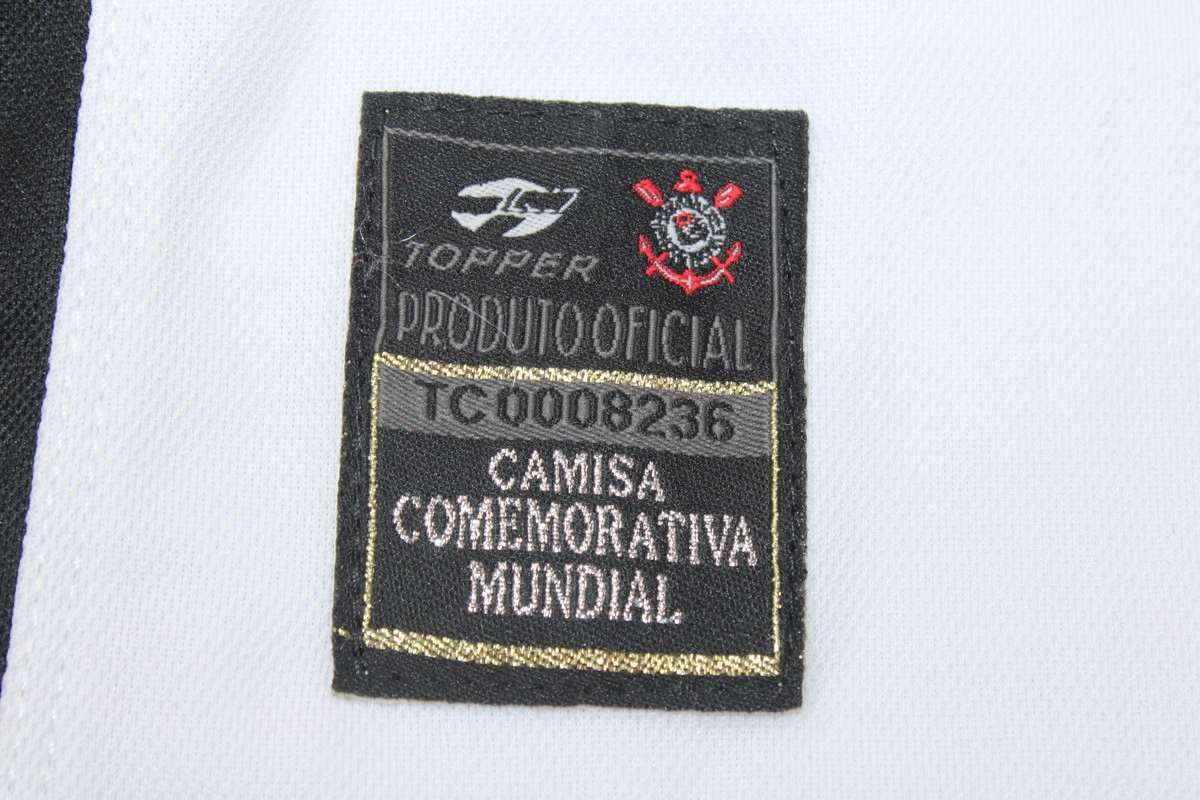 TOPPER
PRODUTO OFICIAL
TC0008236
CAMISA
COMEMORATIVA
MUNDIAL